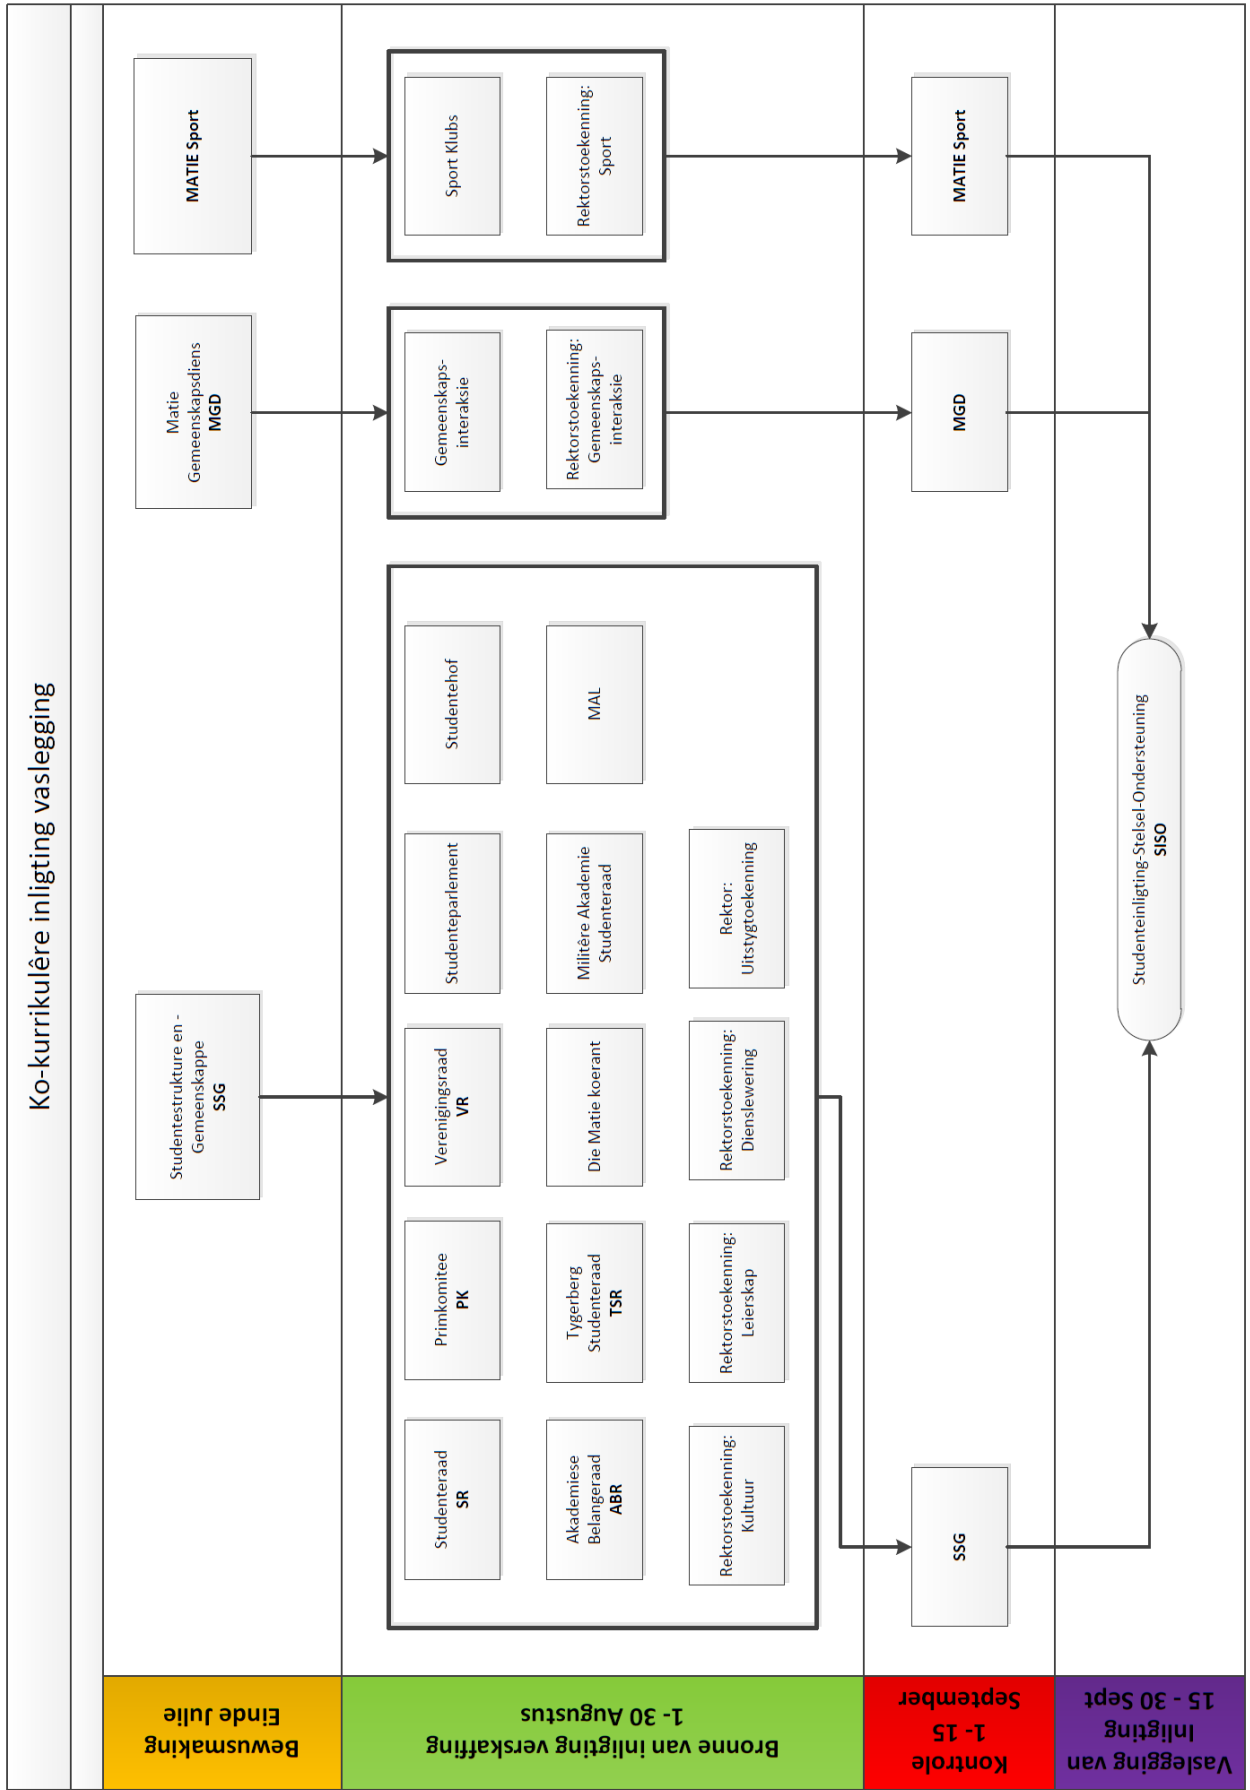 Ko-kurrikulêre inligting vaslegging
Bewusmaking
Einde Julie
Studentestrukture en -
Gemeenskappe
SSG
Matie
Gemeenskapsdiens
MGD
MATIE Sport
Bronne van inligting verskaffing
1- 30 Augustus
Studenteraad
SR
Primkomitee
PK
Verenigingsraad
VR
Studenteparlement
Studentehof
Akademiese
Belangeraad
ABR
Tygerberg
Studenteraad
TSR
Die Matie koerant
Militêre Akademie
Studenteraad
MAL
Rektorstoekenning:
Kultuur
Rektorstoekenning:
Leierskap
Rektorstoekenning:
Dienslewering
Rektor:
Uitstygtoekenning
Gemeenskaps-
interaksie
Rektorstoekenning:
Gemeenskaps-
interaksie
Sport Klubs
Rektorstoekenning:
Sport
Kontrole
1- 15
September
SSG
MGD
MATIE Sport
Vaslegging van
Inligting
15 - 30 Sept
Studenteinligting-Stelsel-Ondersteuning
SISO